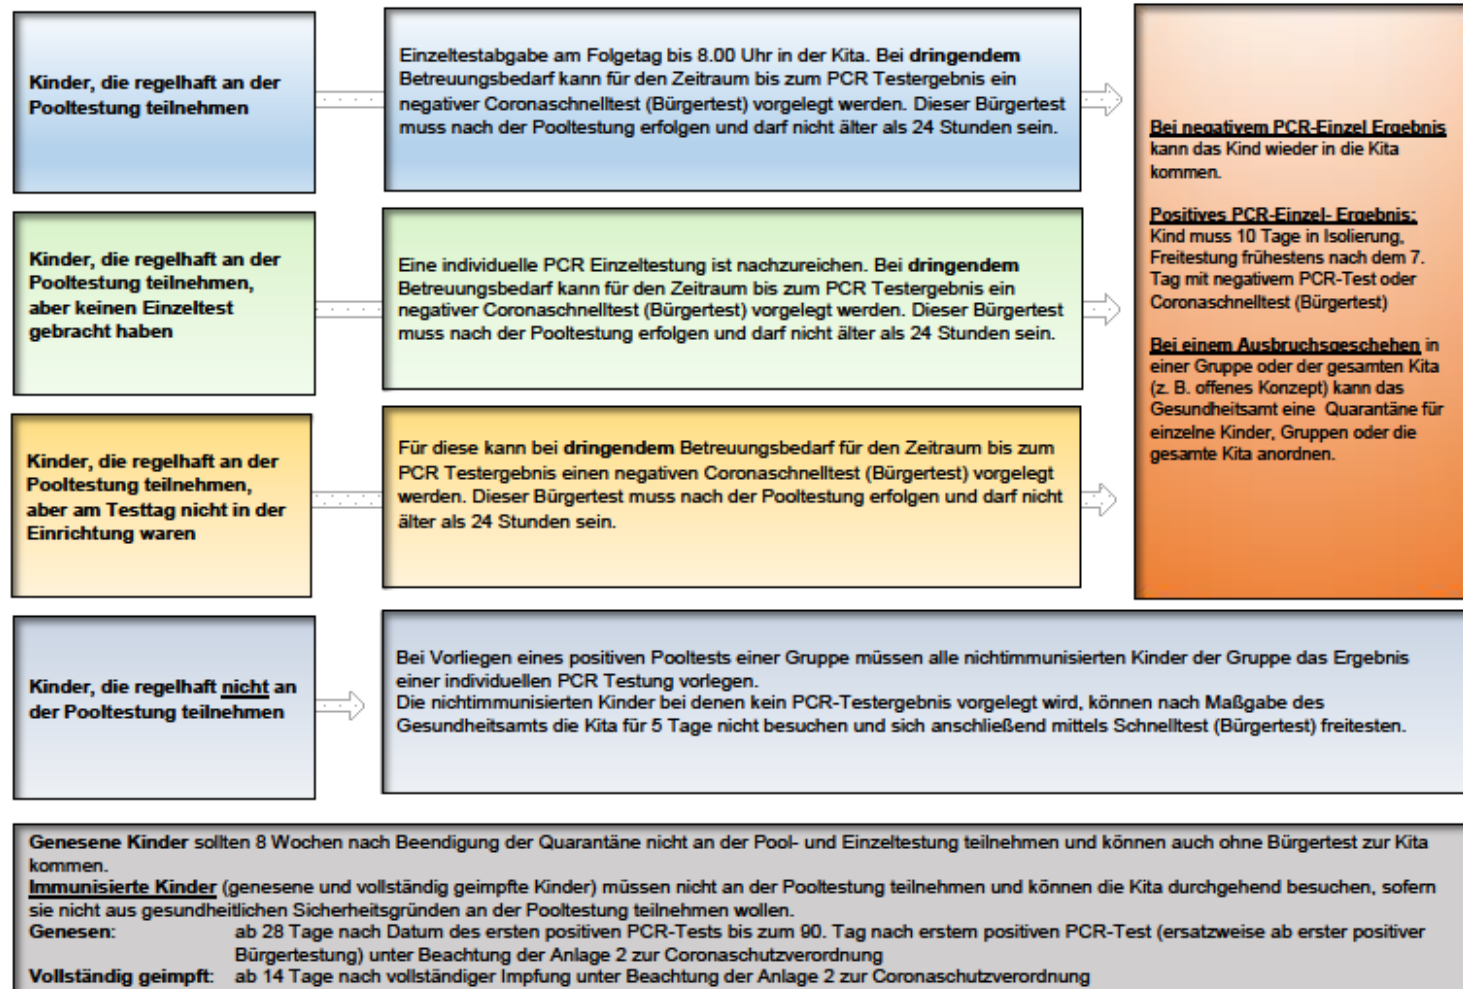 Kinder, die regelhaft an der
Pooltestung teilnehmen
Einzeltestabgabe am Folgetag bis 8.00 Uhr in der Kita. Bei dringendem
Betreuungsbedarf kann für den Zeitraum bis zum PCR Testergebnis ein
negativer Coronaschnelltest (Bürgertest) vorgelegt werden. Dieser Bürgertest
muss nach der Pooltestung erfolgen und darf nicht älter als 24 Stunden sein.
Kinder, die regelhaft an der
Pooltestung teilnehmen,
aber keinen Einzeltest
gebracht haben
Eine individuelle PCR Einzeltestung ist nachzureichen. Bei dringendem
Betreuungsbedarf kann für den Zeitraum bis zum PCR Testergebnis ein
negativer Coronaschnelltest (Bürgertest) vorgelegt werden. Dieser Bürgertest
muss nach der Pooltestung erfolgen und darf nicht älter als 24 Stunden sein.
Kinder, die regelhaft an der
Pooltestung teilnehmen,
aber am Testtag nicht in der
Einrichtung waren
Für diese kann bei dringendem Betreuungsbedarf für den Zeitraum bis zum
PCR Testergebnis einen negativen Coronaschnelltest (Bürgertest) vorgelegt
werden. Dieser Bürgertest muss nach der Pooltestung erfolgen und darf nicht
älter als 24 Stunden sein.
Bei negativem PCR-Einzel Ergebnis
kann das Kind wieder in die Kita
kommen.
Positives PCR-Einzel- Ergebnis:
Kind muss 10 Tage in Isolierung,
Freitestung frühestens nach dem 7.
Tag mit negativem PCR-Test oder
Coronaschnelltest (Bürgertest)
Bei einem Ausbruchsgeschehen in
einer Gruppe oder der gesamten Kita
(z. B. offenes Konzept) kann das
Gesundheitsamt eine Quarantäne für
einzelne Kinder, Gruppen oder die
gesamte Kita anordnen.
Kinder, die regelhaft nicht an
der Pooltestung teilnehmen
Bei Vorliegen eines positiven Pooltests einer Gruppe müssen alle nichtimmunisierten Kinder der Gruppe das Ergebnis
einer individuellen PCR Testung vorlegen.
Die nichtimmunisierten Kinder bei denen kein PCR-Testergebnis vorgelegt wird, können nach Maßgabe des
Gesundheitsamts die Kita für 5 Tage nicht besuchen und sich anschließend mittels Schnelltest (Bürgertest) freitesten.
Genesene Kinder sollten 8 Wochen nach Beendigung der Quarantäne nicht an der Pool- und Einzeltestung teilnehmen und können auch ohne Bürgertest zur Kita
kommen.
Immunisierte Kinder (genesene und vollständig geimpfte Kinder) müssen nicht an der Pooltestung teilnehmen und können die Kita durchgehend besuchen, sofern
sie nicht aus gesundheitlichen Sicherheitsgründen an der Pooltestung teilnehmen wollen.
Genesen: ab 28 Tage nach Datum des ersten positiven PCR-Tests bis zum 90. Tag nach erstem positiven PCR-Test (ersatzweise ab erster positiver
Bürgertestung) unter Beachtung der Anlage 2 zur Coronaschutzverordnung
Vollständig geimpft: ab 14 Tage nach vollständiger Impfung unter Beachtung der Anlage 2 zur Coronaschutzverordnung